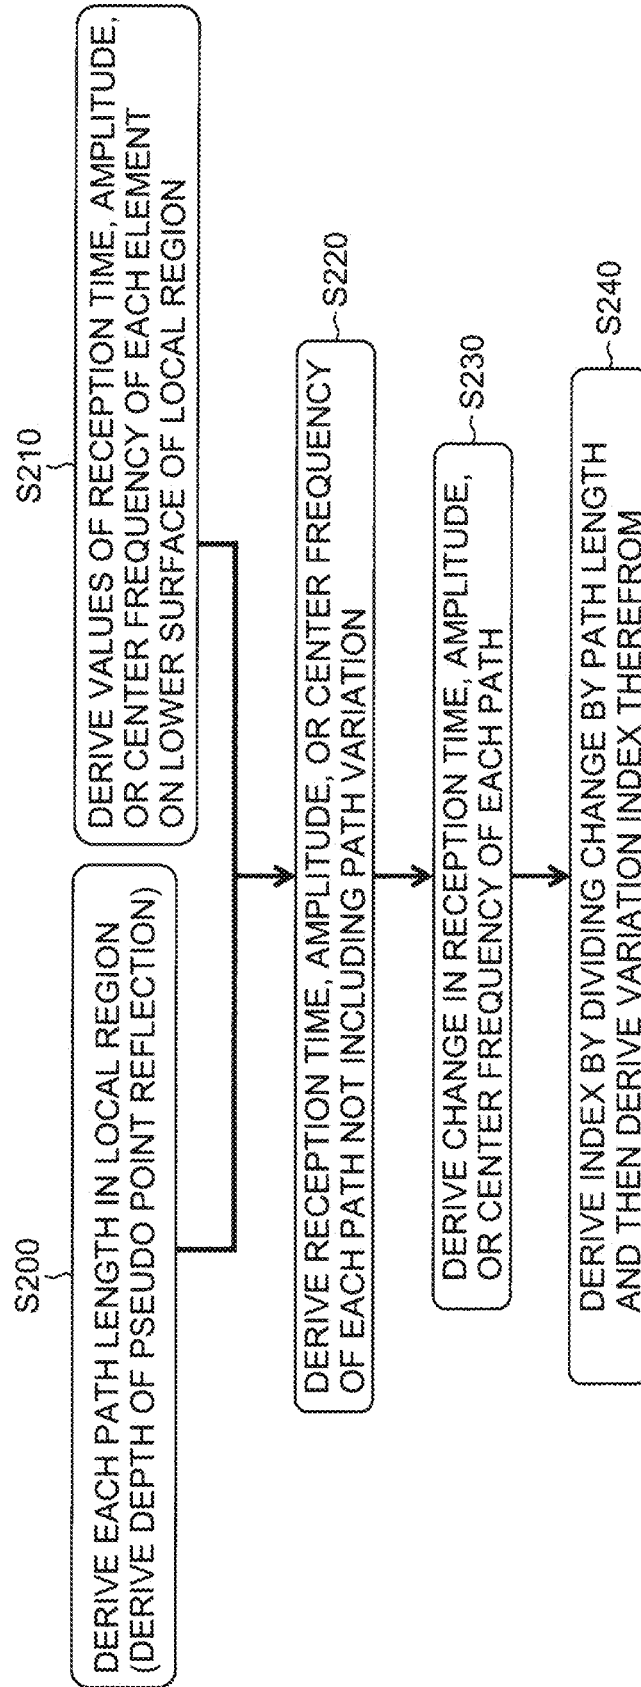 S200
DERIVE EACH PATH LENGTH IN LOCAL REGION
(DERIVE DEPTH OF PSEUDO POINT REFLECTION)
S210
DERIVE VALUES OF RECEPTION TIME, AMPLITUDE,
OR CENTER FREQUENCY OF EACH ELEMENT
ON LOWER SURFACE OF LOCAL REGION
S220
DERIVE RECEPTION TIME, AMPLITUDE, OR CENTER FREQUENCY
OF EACH PATH NOT INCLUDING PATH VARIATION
S230
DERIVE CHANGE IN RECEPTION TIME, AMPLITUDE,
OR CENTER FREQUENCY OF EACH PATH
S240
DERIVE INDEX BY DIVIDING CHANGE BY PATH LENGTH
AND THEN DERIVE VARIATION INDEX THEREFROM